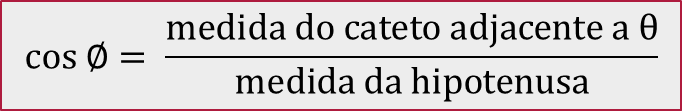 cos ∅ = medida do cateto adjacente a θ
medida da hipotenusa